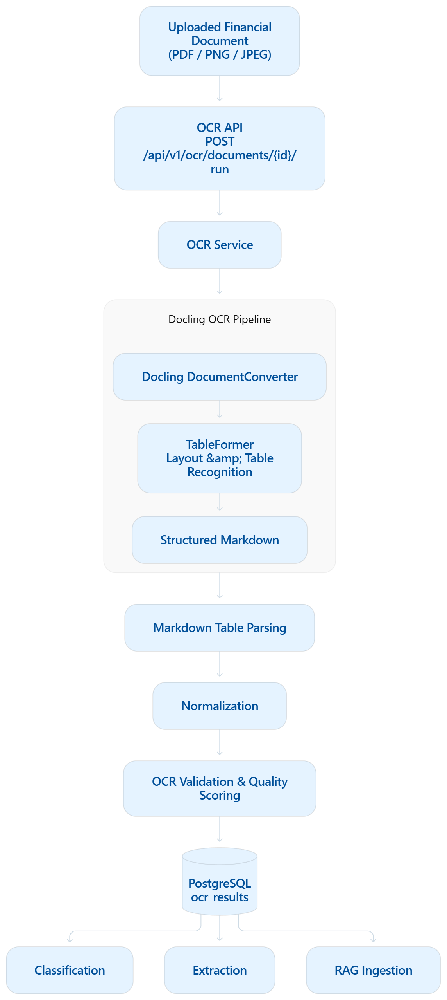 Uploaded Financial
Document
(PDF / PNG / JPEG)
OCR API
POST
/api/v1/ocr/documents/{id}/
run
OCR Service
Docling OCR Pipeline
Docling DocumentConverter
TableFormer
Layout &amp; Table
Recognition
Structured Markdown
Markdown Table Parsing
Normalization
OCR Validation & Quality
Scoring
PostgreSQL
ocr_results
Classification
Extraction
RAG Ingestion